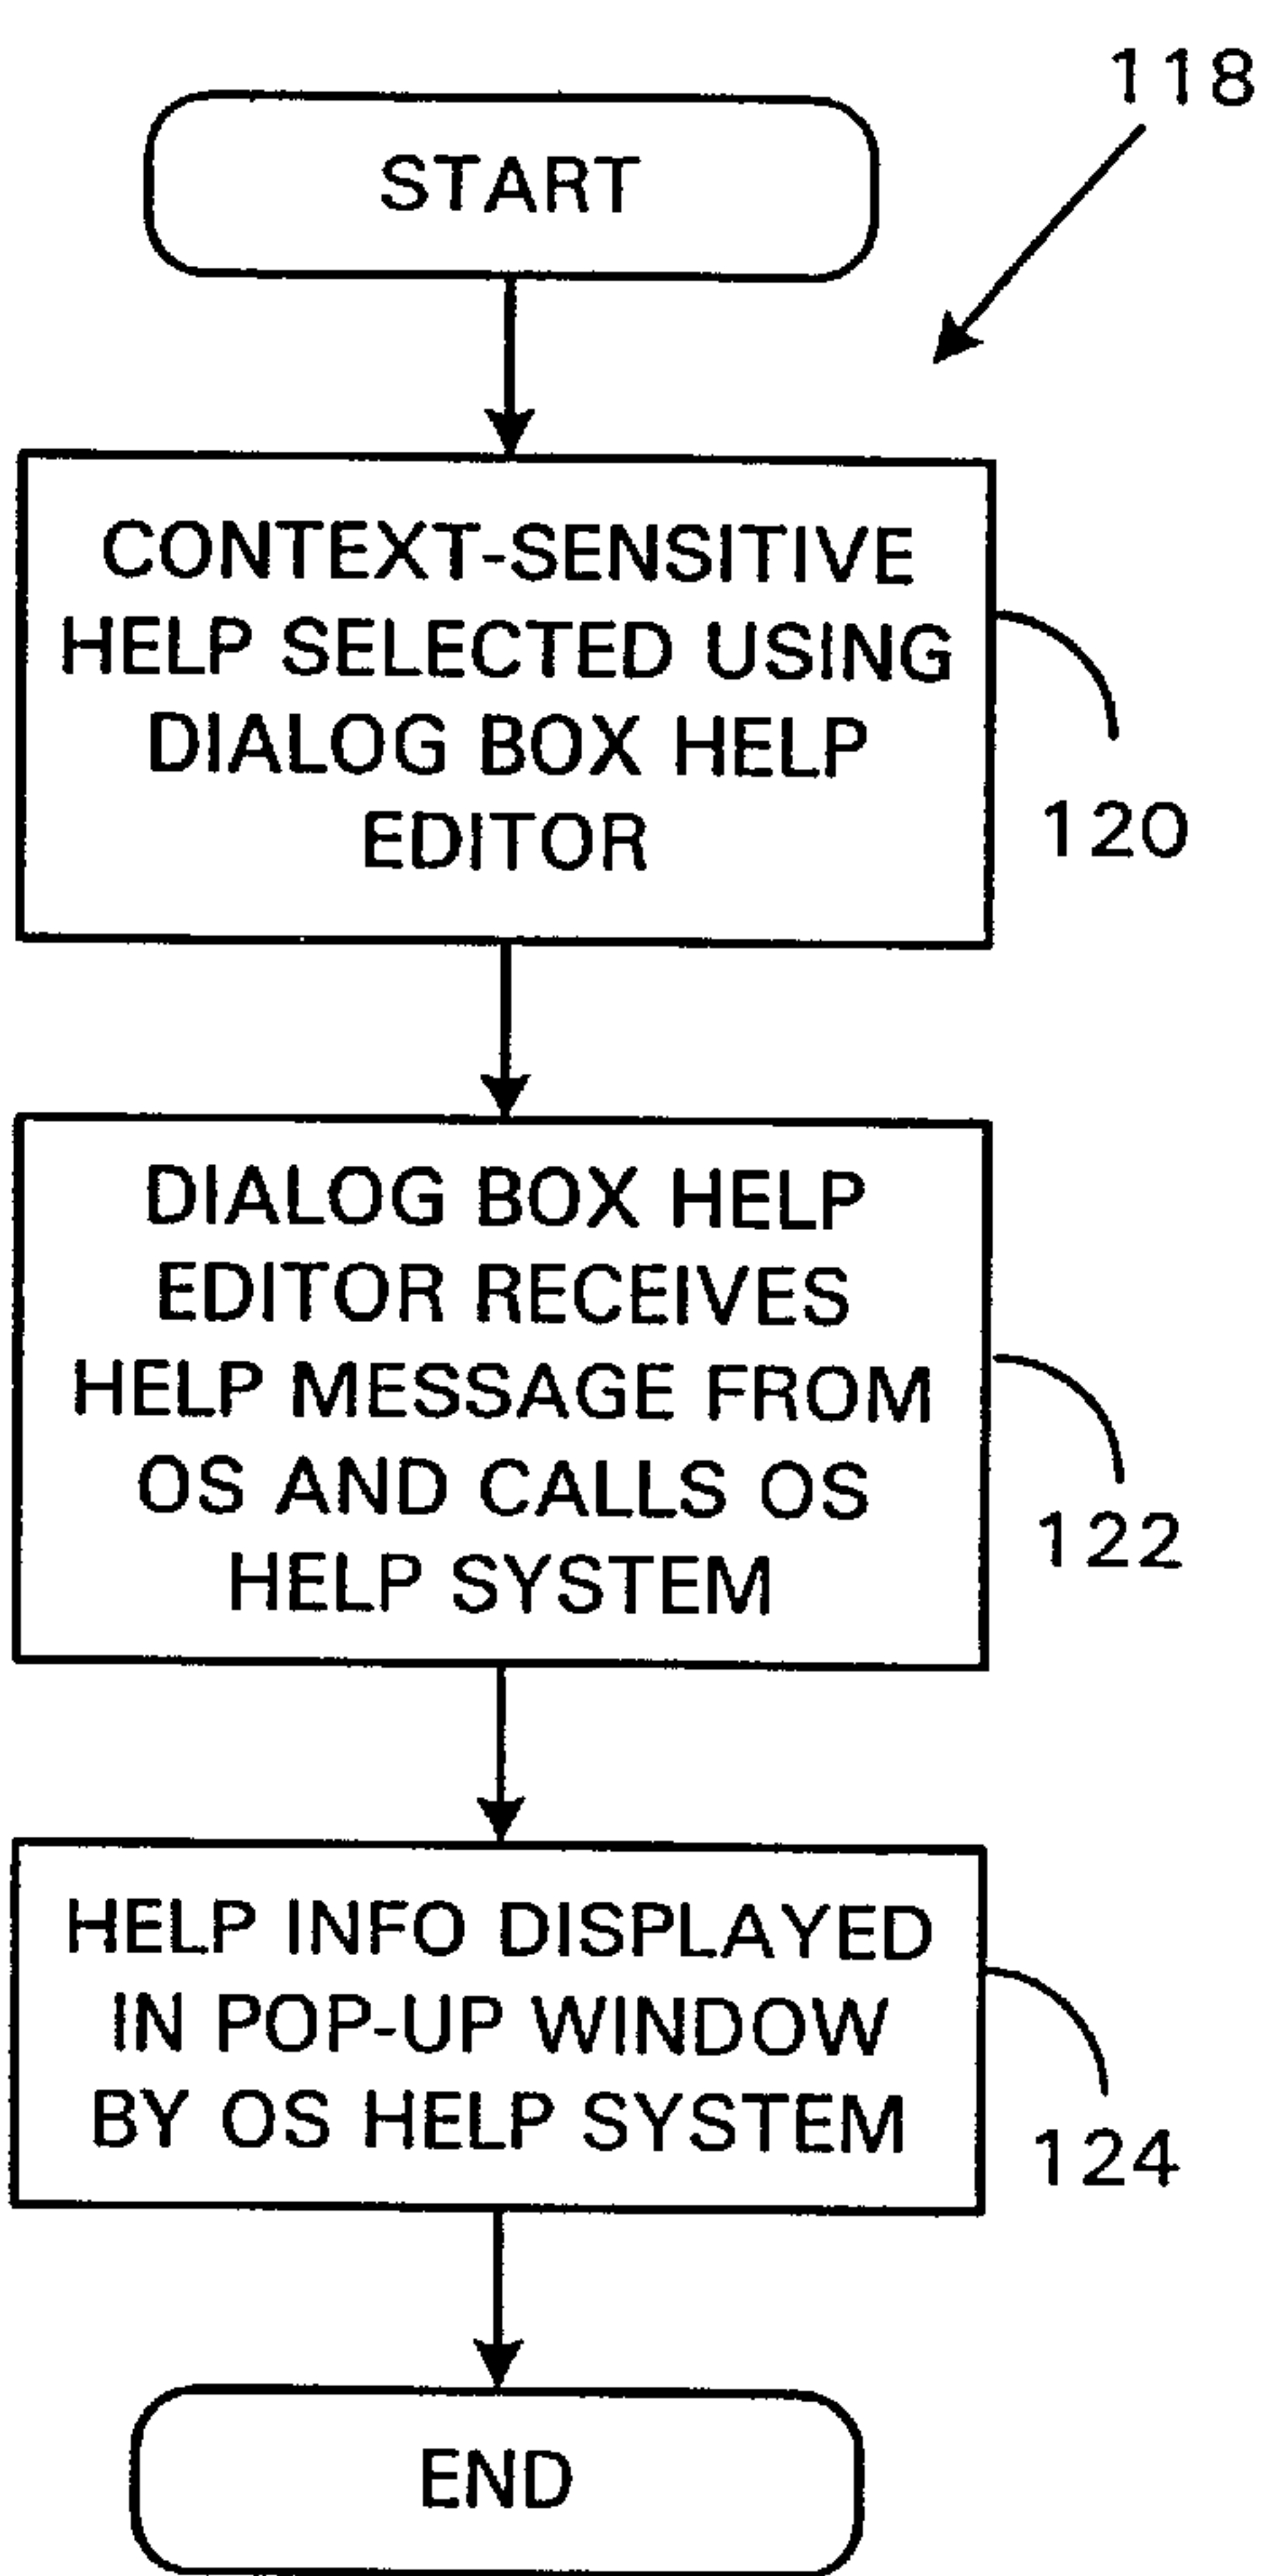 118
START
CONTEXT-SENSITIVE
HELP SELECTED USING
DIALOG BOX HELP
EDITOR
120
DIALOG BOX HELP
EDITOR RECEIVES
HELP MESSAGE FROM
OS AND CALLS OS
HELP SYSTEM
122
HELP INFO DISPLAYED
IN POP-UP WINDOW
BY OS HELP SYSTEM
124
END